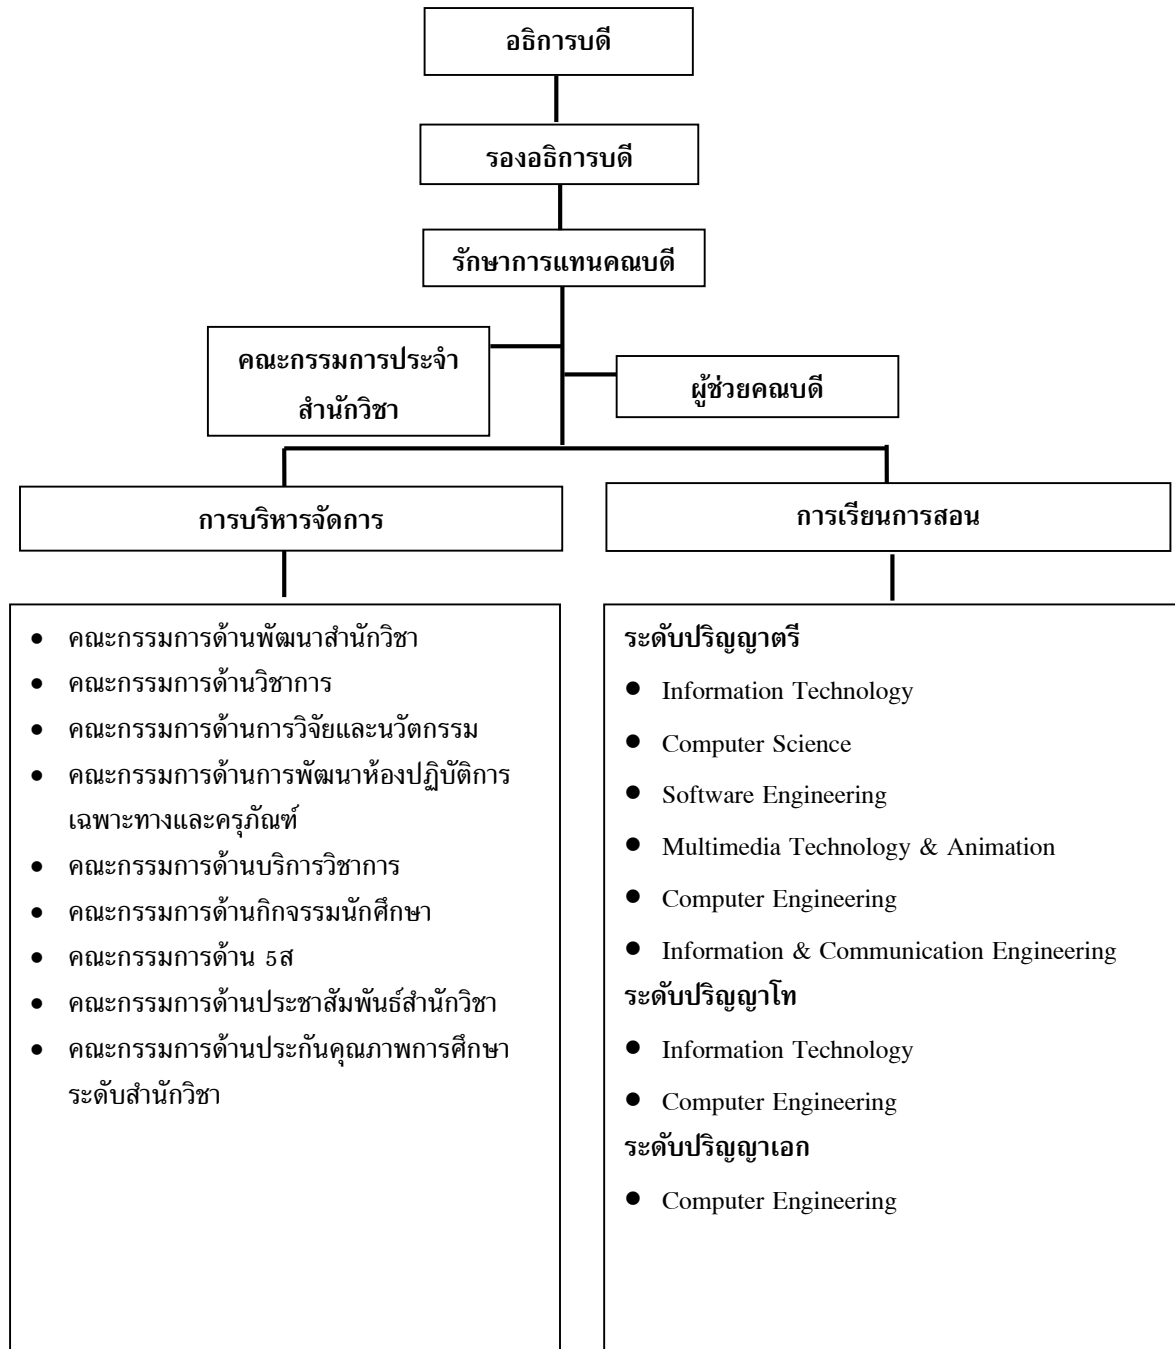 อธิการบดี
รองอธิการบดี
รักษาการแทนคณบดี
คณะกรรมการประจำ
สำนักวิชา
ผู้ช่วยคณบดี
การบริหารจัดการ
การเรียนการสอน
• คณะกรรมการด้านพัฒนาสำนักวิชา
• คณะกรรมการด้านวิชาการ
• คณะกรรมการด้านการวิจัยและนวัตกรรม
• คณะกรรมการด้านการพัฒนาห้องปฏิบัติการ
เฉพาะทางและครุภัณฑ์
• คณะกรรมการด้านบริการวิชาการ
• คณะกรรมการด้านกิจกรรมนักศึกษา
• คณะกรรมการด้าน 5ส
• คณะกรรมการด้านประชาสัมพันธ์สำนักวิชา
• คณะกรรมการด้านประกันคุณภาพการศึกษา
ระดับสำนักวิชา
ระดับปริญญาตรี
• Information Technology
• Computer Science
• Software Engineering
• Multimedia Technology & Animation
• Computer Engineering
• Information & Communication Engineering
ระดับปริญญาโท
• Information Technology
• Computer Engineering
ระดับปริญญาเอก
• Computer Engineering